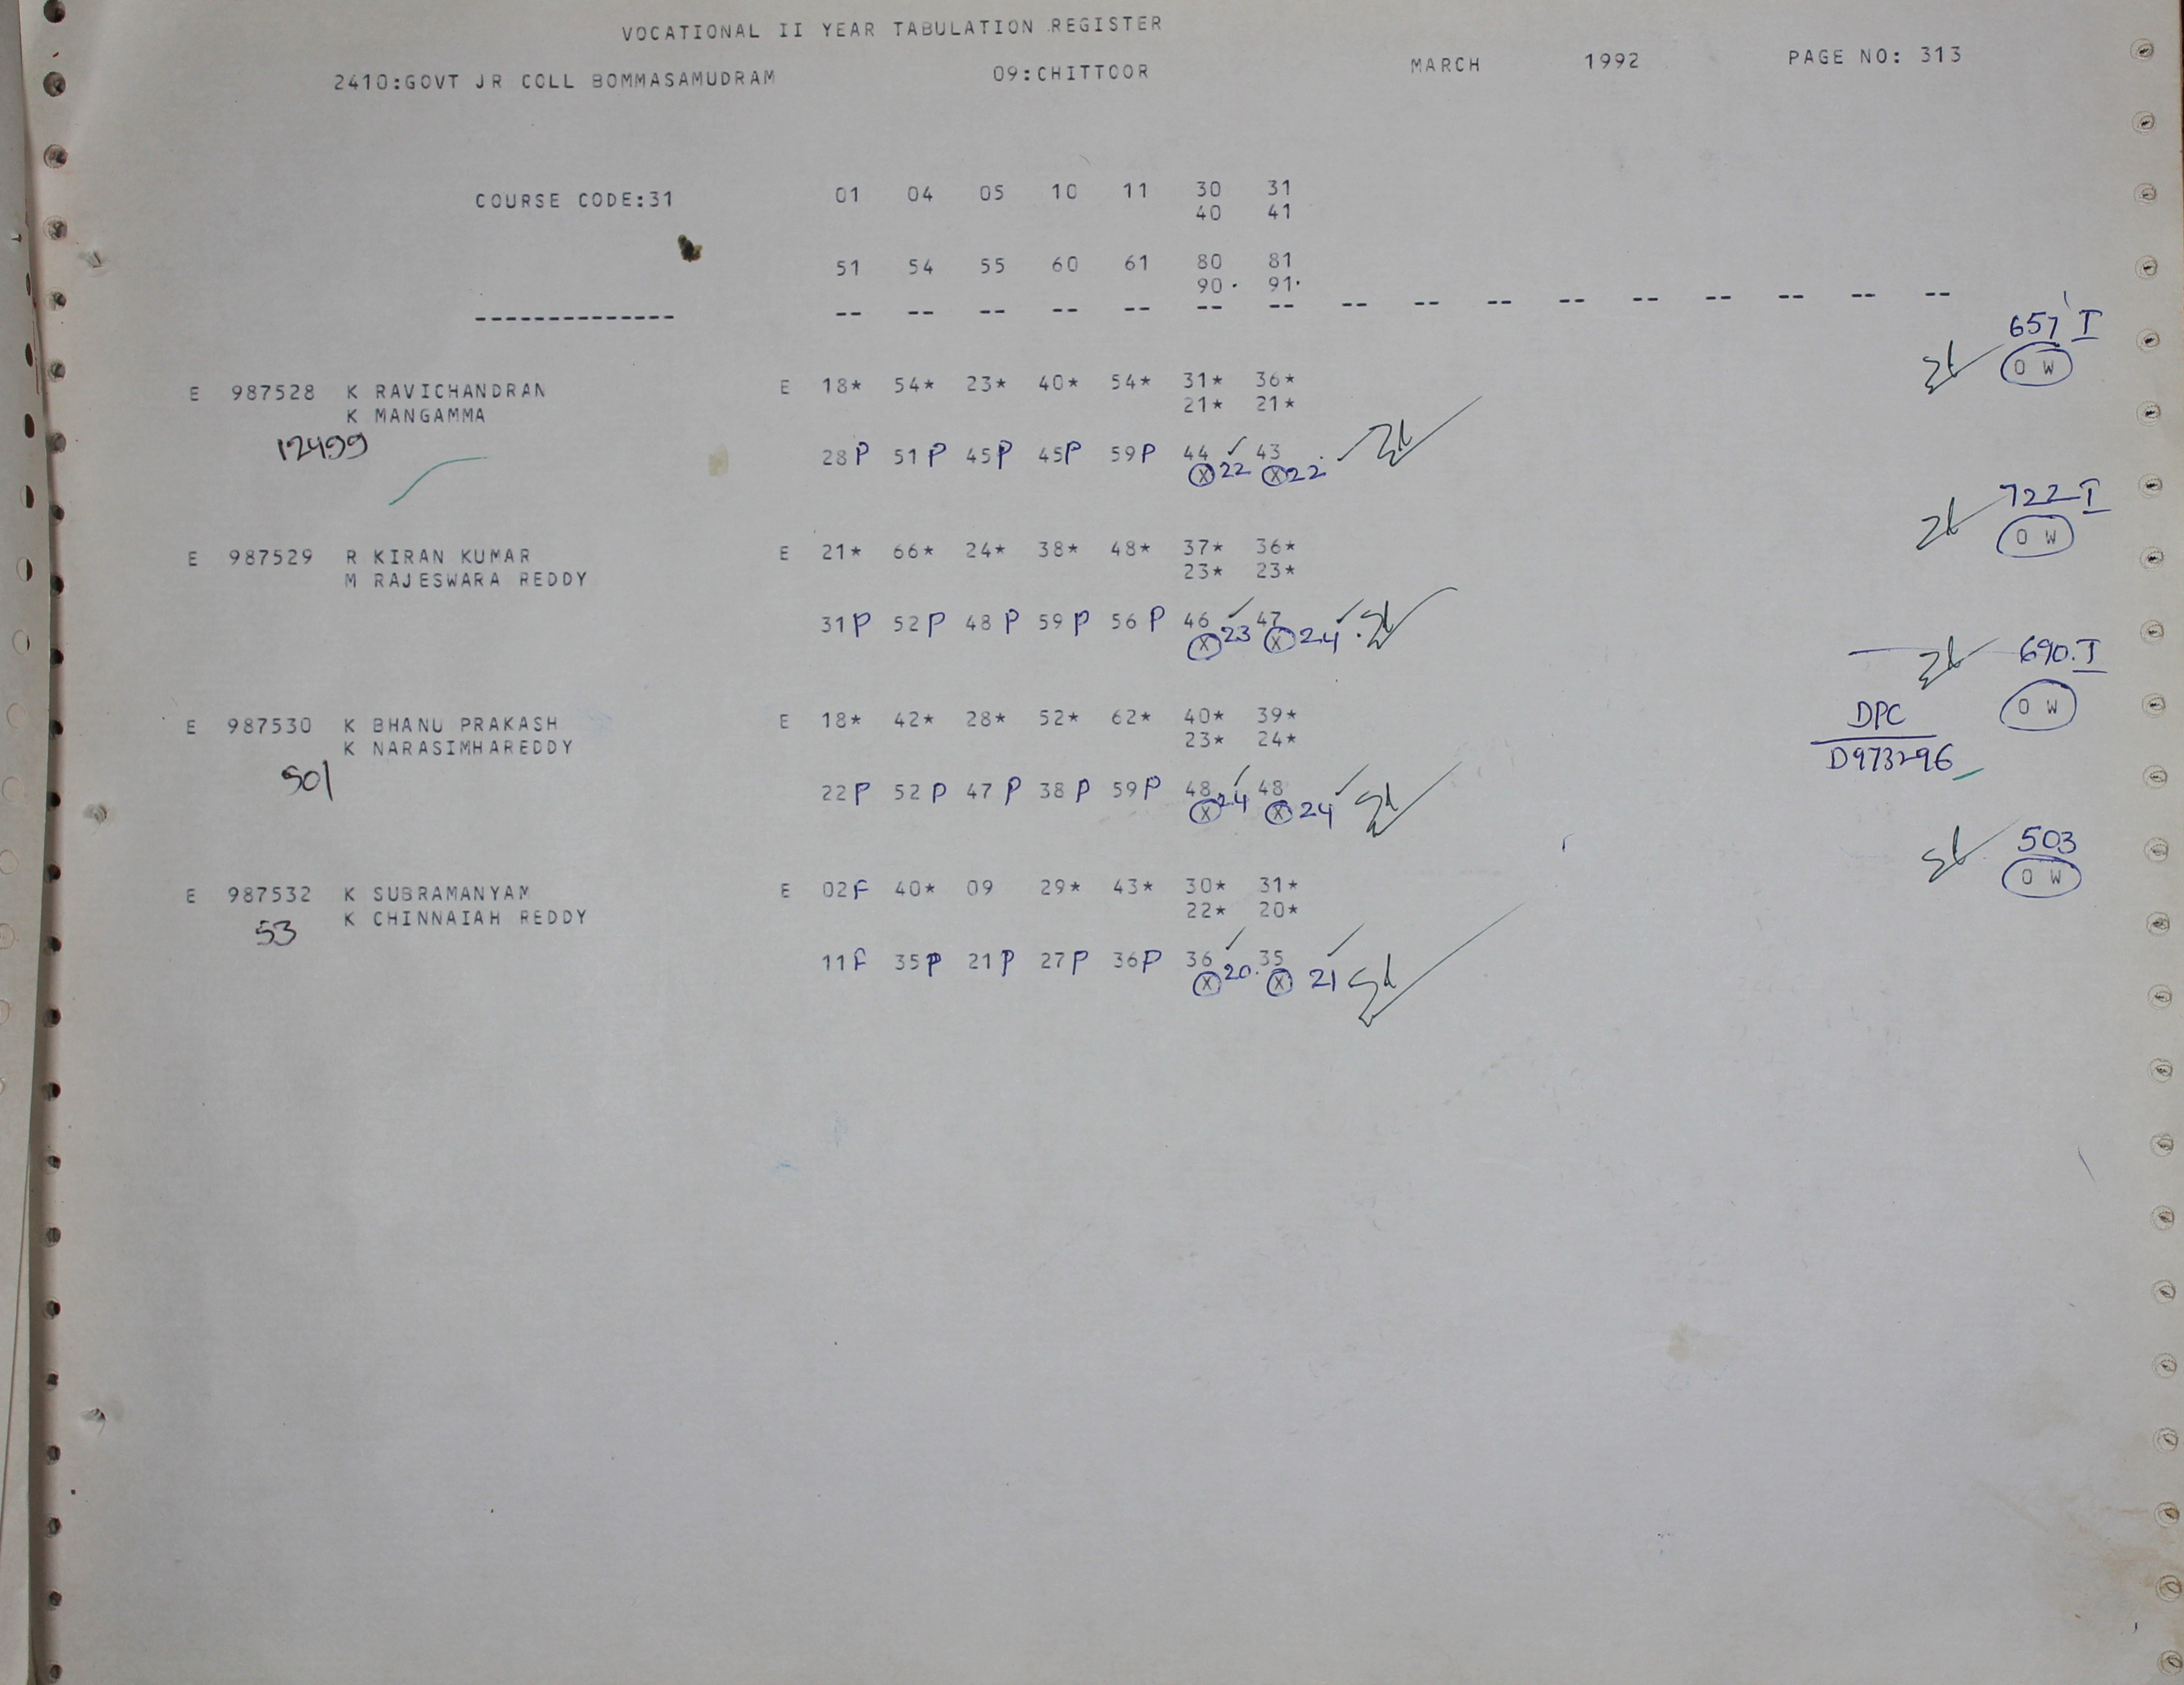 VOCATIONAL II YEAR TABULATION REGISTER
2410:GOVT JR COLL BOMMASAMUDRAM 09:CHITTOOR MARCH 1992 PAGE NO: 313
COURSE CODE:31 01 04 05 10 11 30 31
40 41
51 54 55 60 61 80 81
90 91
-------------- -- -- -- -- -- -- -- -- -- -- -- -- -- -- -- --
657 I
E 987528 K RAVICHANDRAN E 18* 54* 23* 40* 54* 31* 36* O W
K MANGAMMA 21* 21*
12499
28P 51P 45P 45P 59P 44 ✓ 43
X 22 X 22
722 I
E 987529 R KIRAN KUMAR E 21* 66* 24* 38* 48* 37* 36* O W
M RAJESWARA REDDY 23* 23*
31P 52P 48P 59P 56P 46 ✓ 47 ✓
X 23 X 24
690. I
E 987530 K BHANU PRAKASH E 18* 42* 28* 52* 62* 40* 39* DPC O W
K NARASIMHAREDDY 23* 24* D973296
501
22P 52P 47P 38P 59P 48 ✓ 48 ✓
X 24 X 24
503
E 987532 K SUBRAMANYAM E 02F 40* 09 29* 43* 30* 31* O W
K CHINNAIAH REDDY 22* 20*
53
11F 35P 21P 27P 36P 36 ✓ 35 ✓
X 20. X 21